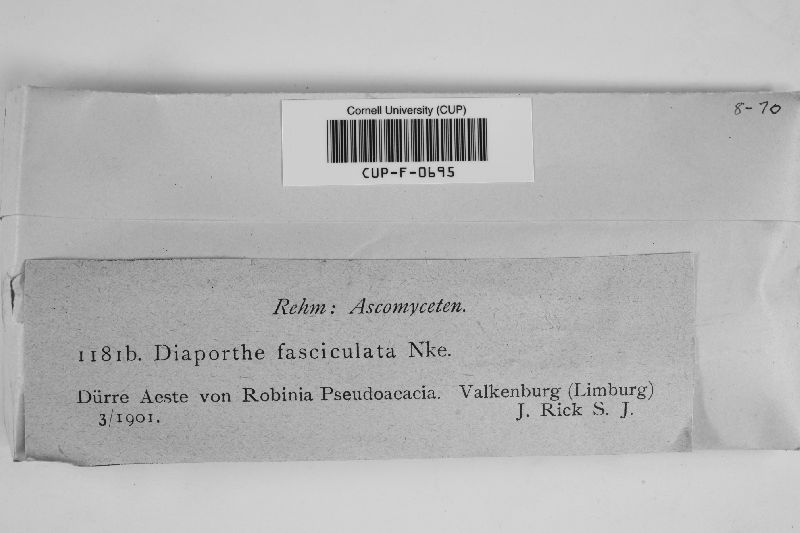 Cornell University (CUP)
CUP-F-0695
8-70
Rehm: Ascomyceten.
1181b. Diaporthe fasciculata Nke.
Dürre Aeste von Robinia Pseudoacacia. Valkenburg (Limburg)
3/1901. J. Rick S. J.